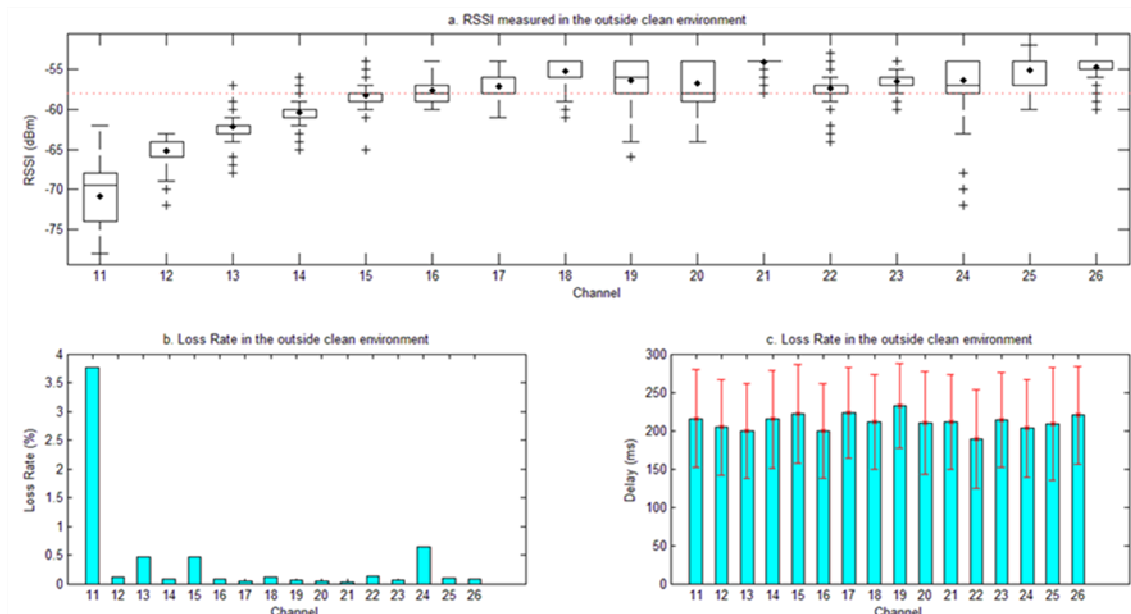 a. RSSI measured in the outside clean environment
-55
-60
-65
-70
-75
RSSI (dBm)
11 12 13 14 15 16 17 18 19 20 21 22 23 24 25 26
Channel
b. Loss Rate in the outside clean environment
4
3.5
3
2.5
2
1.5
1
0.5
0
Loss Rate (%)
11 12 13 14 15 16 17 18 19 20 21 22 23 24 25 26
Channel
c. Loss Rate in the outside clean environment
300
250
200
150
100
50
0
Delay (ms)
11 12 13 14 15 16 17 18 19 20 21 22 23 24 25 26
Channel